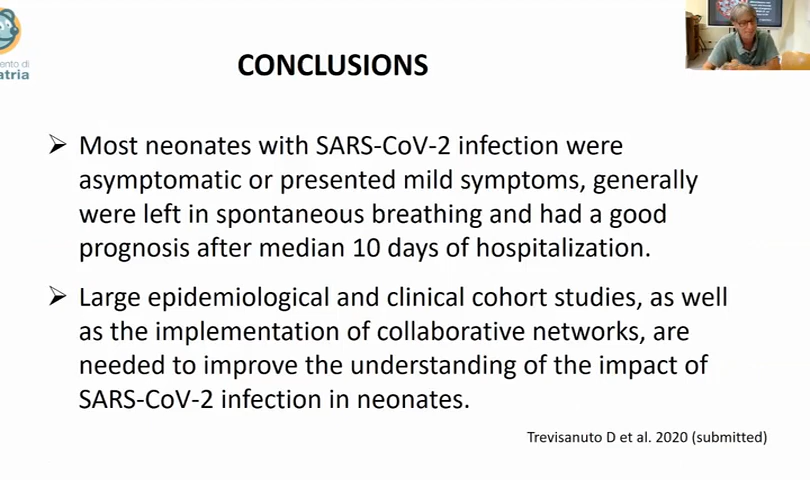 ento di
atria
CONCLUSIONS
Most neonates with SARS-CoV-2 infection were
asymptomatic or presented mild symptoms, generally
were left in spontaneous breathing and had a good
prognosis after median 10 days of hospitalization.
Large epidemiological and clinical cohort studies, as well
as the implementation of collaborative networks, are
needed to improve the understanding of the impact of
SARS-CoV-2 infection in neonates.
Trevisanuto D et al. 2020 (submitted)